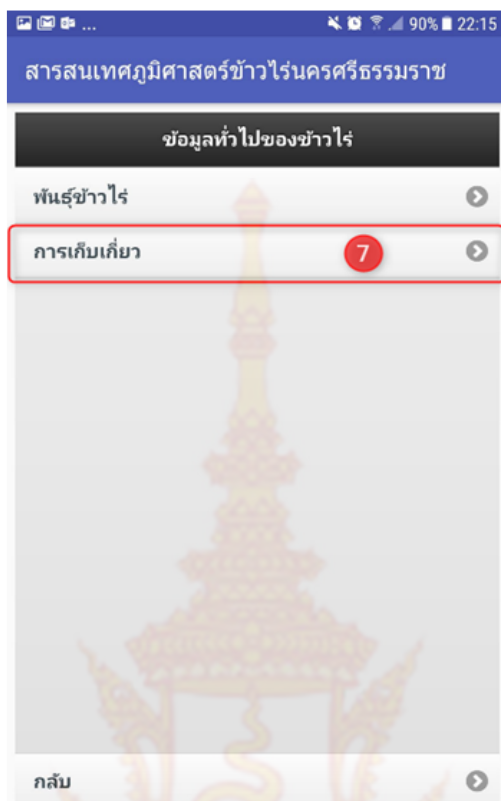 ... 90% 22:15
สารสนเทศภูมิศาสตร์ข้าวไร่นครศรีธรรมราช
ข้อมูลทั่วไปของข้าวไร่
พันธุ์ข้าวไร่
การเก็บเกี่ยว 7
กลับ